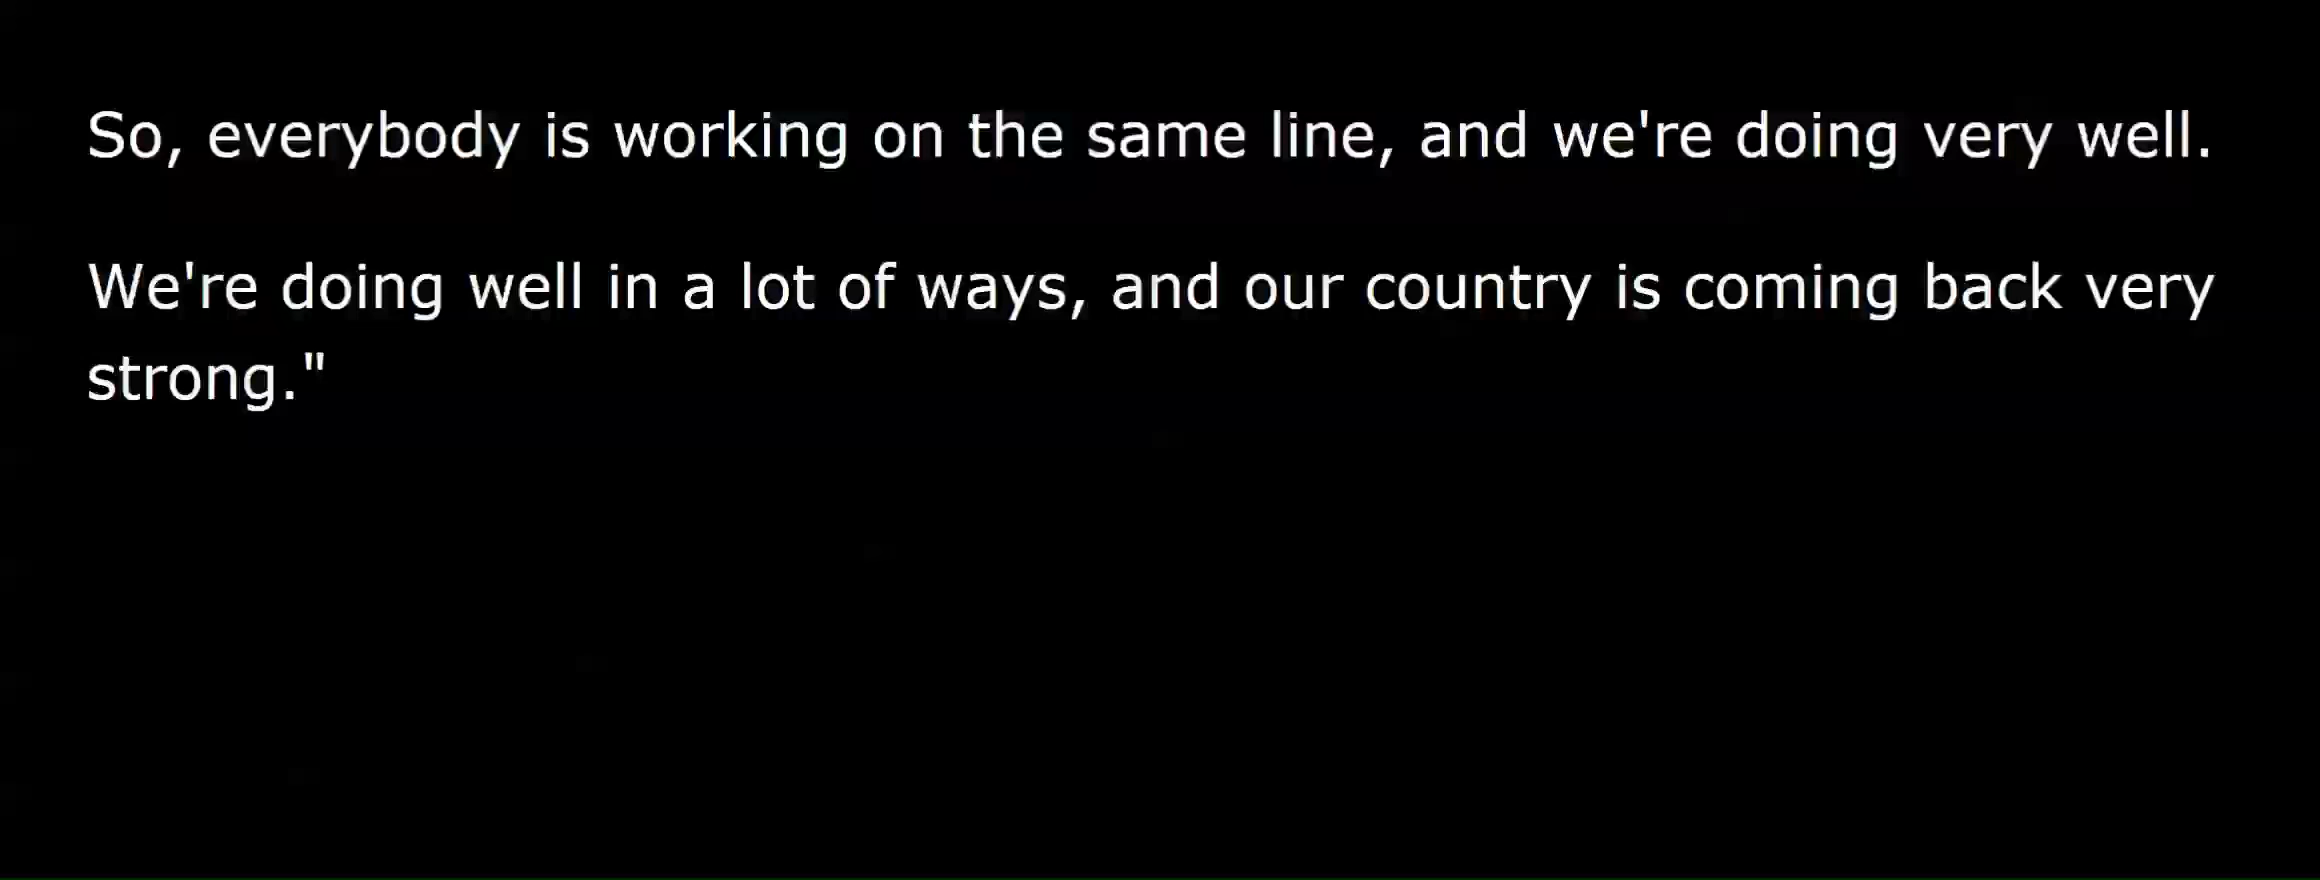 So, everybody is working on the same line, and we're doing very well.
We're doing well in a lot of ways, and our country is coming back very
strong."